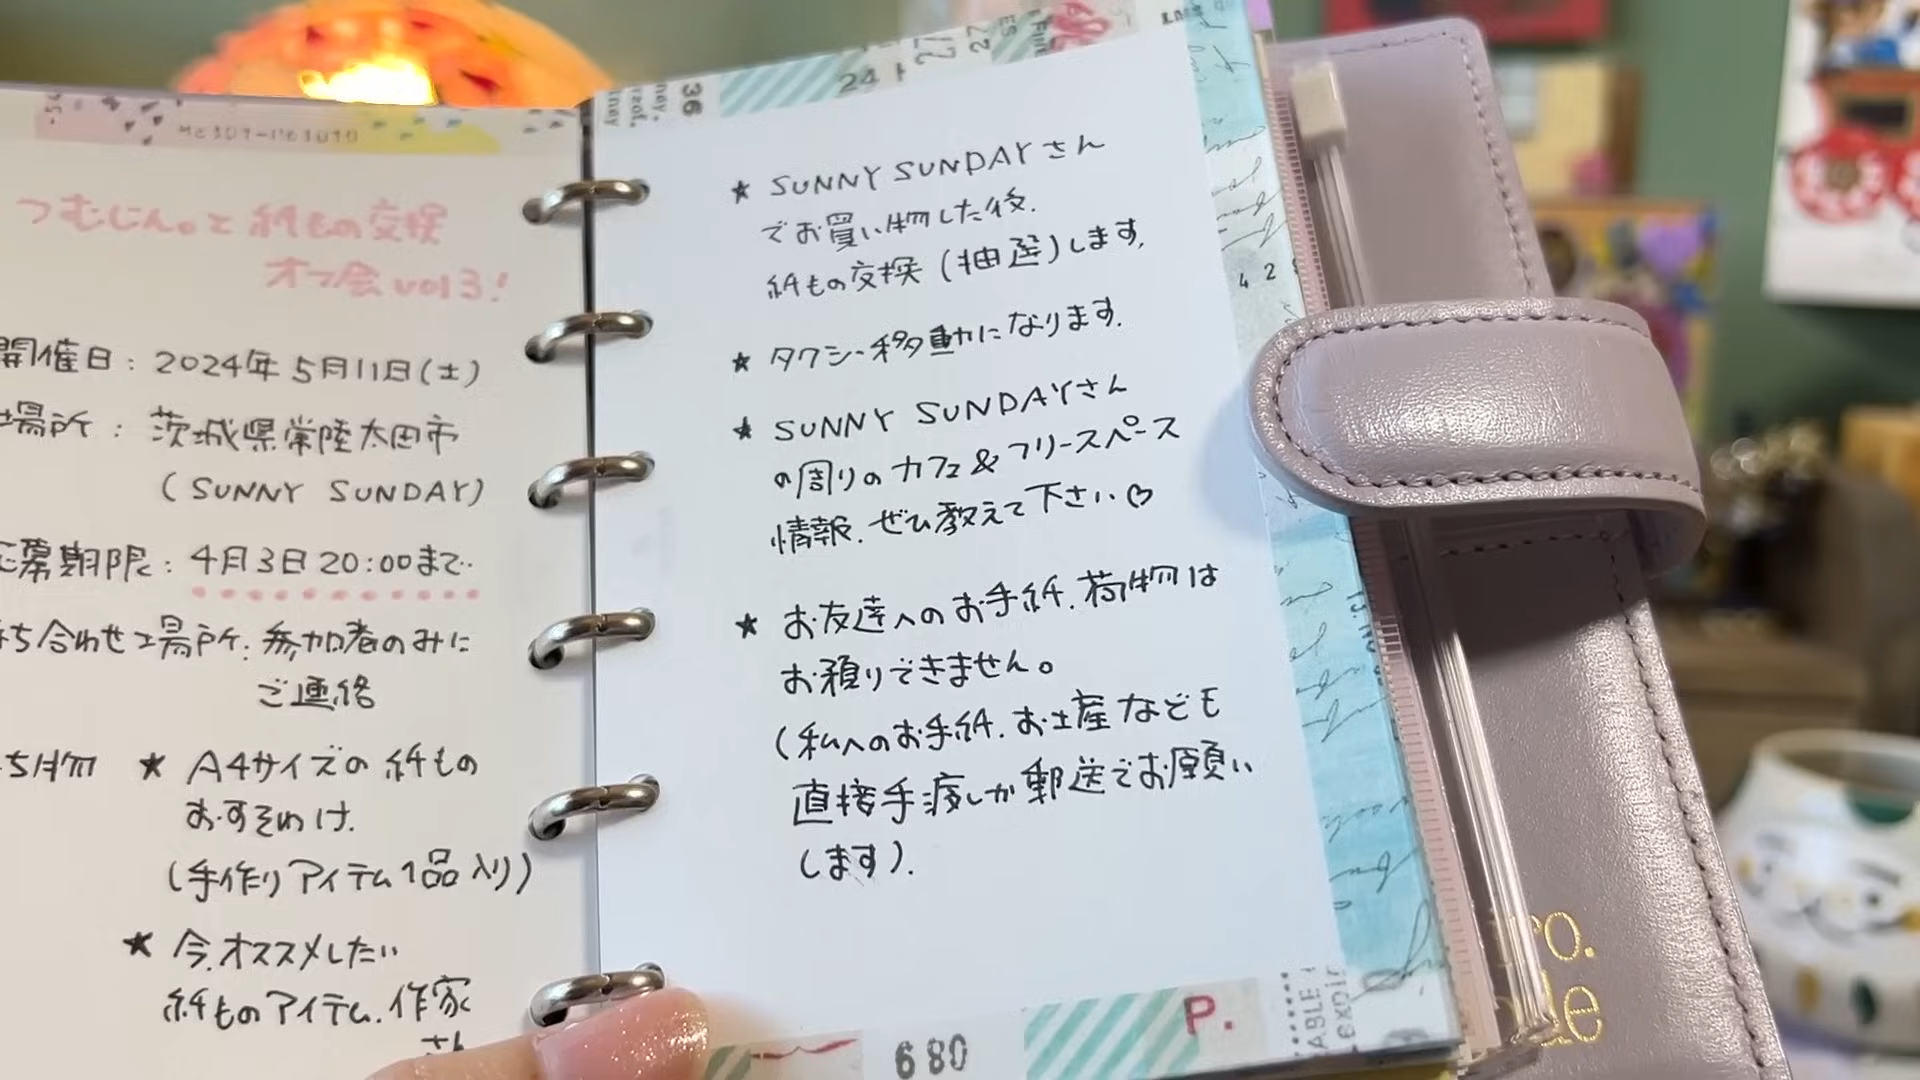 つむじん。と紙もの交換
オフ会vol3!
開催日: 2024年5月11日(土)
場所: 茨城県常陸太田市
(SUNNY SUNDAY)
応募期限: 4月3日20:00まで..
待ち合わせ場所: 参加者のみに
ご連絡
持ち物 ★ A4サイズの紙もの
おすそわけ.
(手作りアイテム1品入り)
★ 今、オススメしたい
紙ものアイテム、作家
さん
36
24
★ SUNNY SUNDAYさん
でお買い物した後、
紙もの交換(抽選)します。
★ タクシー移動になります。
★ SUNNY SUNDAYさん
の周りのカフェ&フリースペース
情報、ぜひ教えて下さい♡
★ お友達へのお手紙、荷物は
お預りできません。
(私へのお手紙、お土産なども
直接手渡しか郵送でお願い
します).
4 2
680
P.